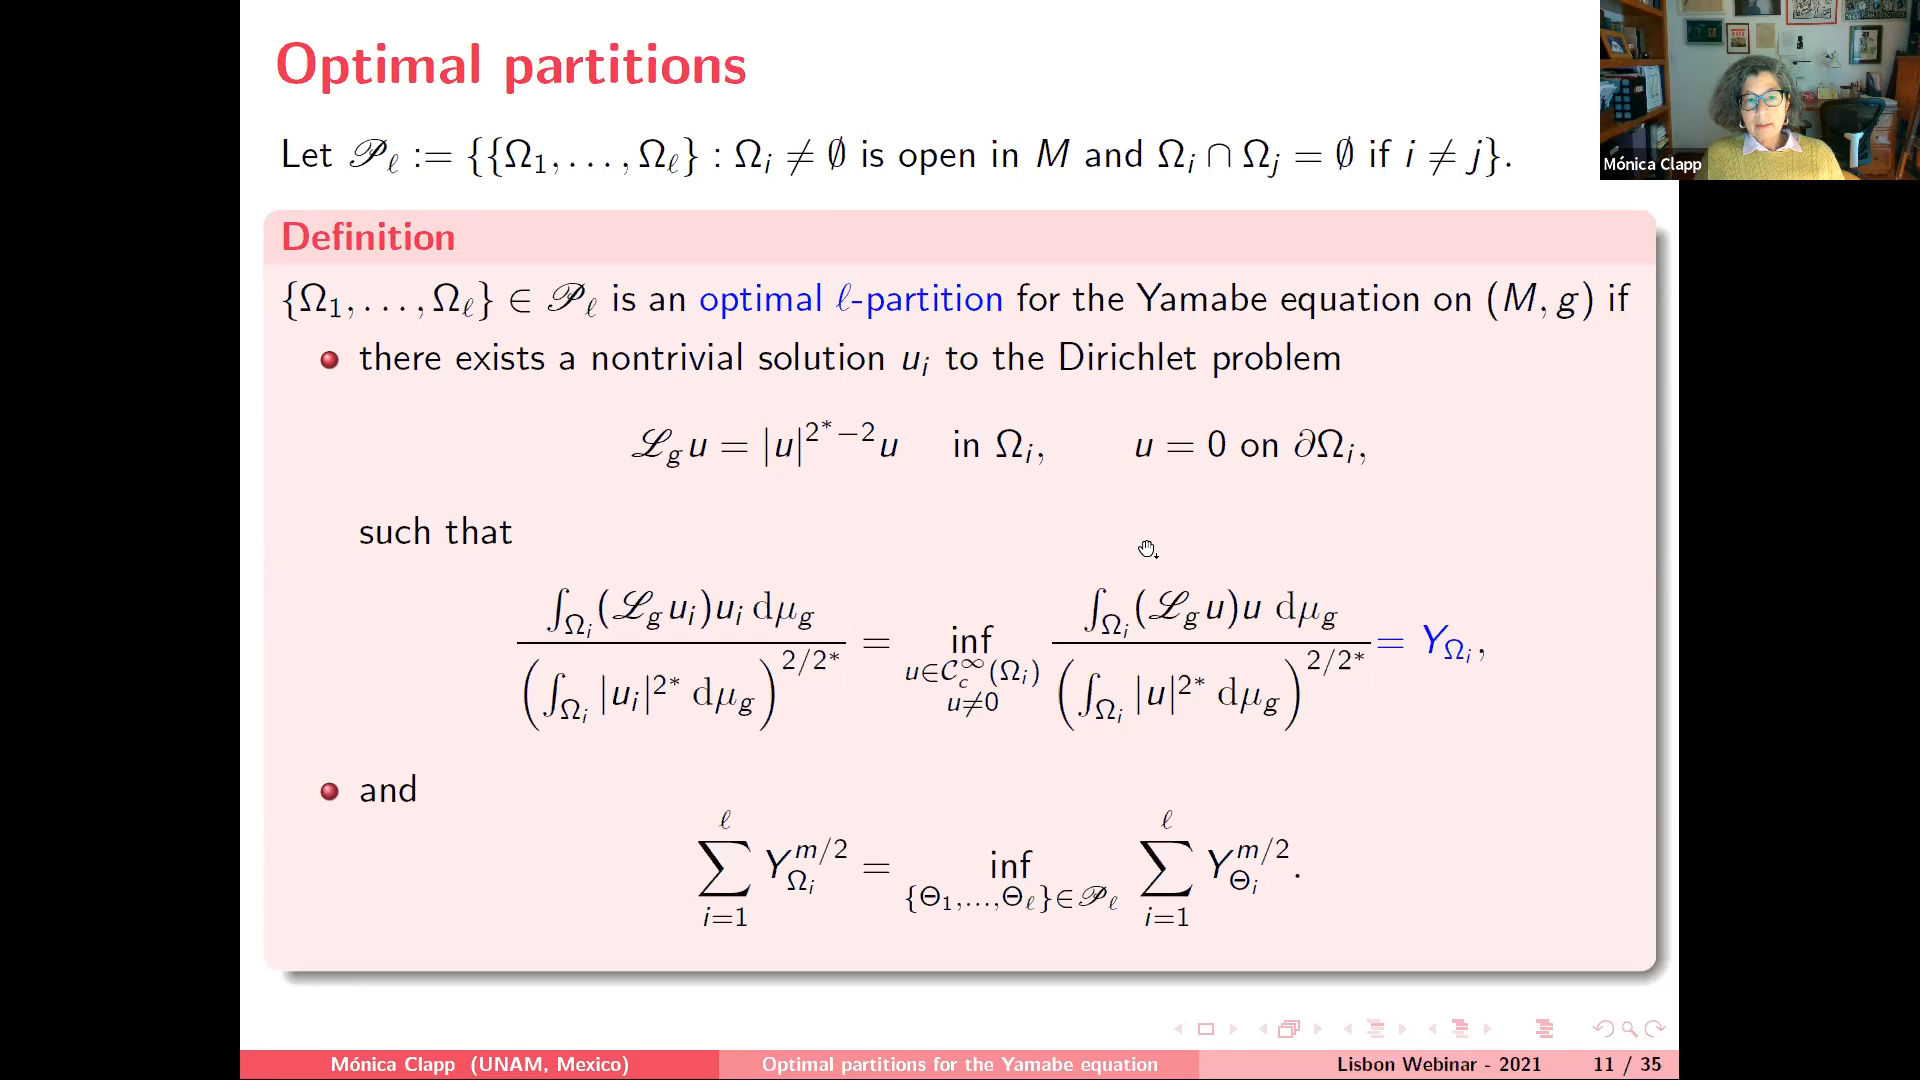 Optimal partitions
Let 𝒫_ℓ := {{Ω_1, . . . , Ω_ℓ} : Ω_i ≠ ∅ is open in M and Ω_i ∩ Ω_j = ∅ if i ≠ j}.
Mónica Clapp
Definition
{Ω_1, . . . , Ω_ℓ} ∈ 𝒫_ℓ is an optimal ℓ-partition for the Yamabe equation on (M, g) if
there exists a nontrivial solution u_i to the Dirichlet problem
ℒ_g u = |u|^{2*−2} u in Ω_i, u = 0 on ∂Ω_i,
such that
\frac{∫_{Ω_i} (ℒ_g u_i) u_i dμ_g}{(∫_{Ω_i} |u_i|^{2*} dμ_g)^{2/2*}} = inf_{u∈C_c^∞(Ω_i) u≠0} \frac{∫_{Ω_i} (ℒ_g u) u dμ_g}{(∫_{Ω_i} |u|^{2*} dμ_g)^{2/2*}} = Y_{Ω_i},
and
∑_{i=1}^{ℓ} Y_{Ω_i}^{m/2} = inf_{{Θ_1,...,Θ_ℓ}∈𝒫_ℓ} ∑_{i=1}^{ℓ} Y_{Θ_i}^{m/2}.
Mónica Clapp (UNAM, Mexico) Optimal partitions for the Yamabe equation Lisbon Webinar - 2021 11 / 35